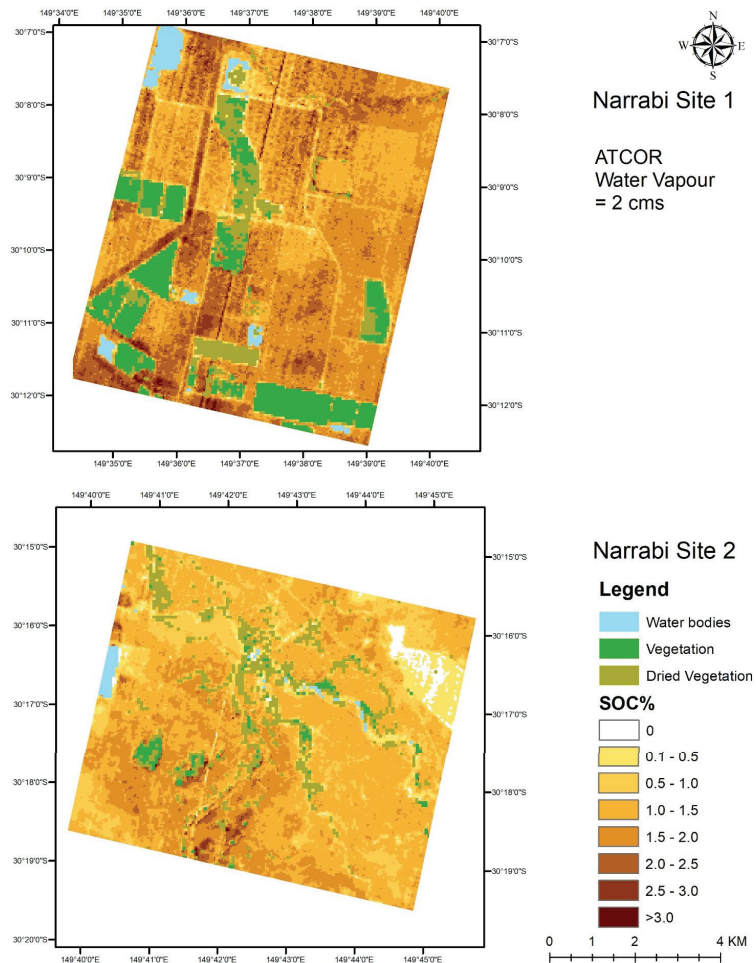 149°34'0"E 149°35'0"E 149°36'0"E 149°37'0"E 149°38'0"E 149°39'0"E 149°40'0"E
30°7'0"S 30°7'0"S
30°8'0"S 30°8'0"S
30°9'0"S 30°9'0"S
30°10'0"S 30°10'0"S
30°11'0"S 30°11'0"S
30°12'0"S 30°12'0"S
149°35'0"E 149°36'0"E 149°37'0"E 149°38'0"E 149°39'0"E 149°40'0"E
N
W E
S
Narrabi Site 1
ATCOR
Water Vapour
= 2 cms
149°40'0"E 149°41'0"E 149°42'0"E 149°43'0"E 149°44'0"E 149°45'0"E
30°15'0"S 30°15'0"S
30°16'0"S 30°16'0"S
30°17'0"S 30°17'0"S
30°18'0"S 30°18'0"S
30°19'0"S 30°19'0"S
30°20'0"S
149°40'0"E 149°41'0"E 149°42'0"E 149°43'0"E 149°44'0"E 149°45'0"E
Narrabi Site 2
Legend
Water bodies
Vegetation
Dried Vegetation
SOC%
0
0.1 - 0.5
0.5 - 1.0
1.0 - 1.5
1.5 - 2.0
2.0 - 2.5
2.5 - 3.0
>3.0
0 1 2 4 KM